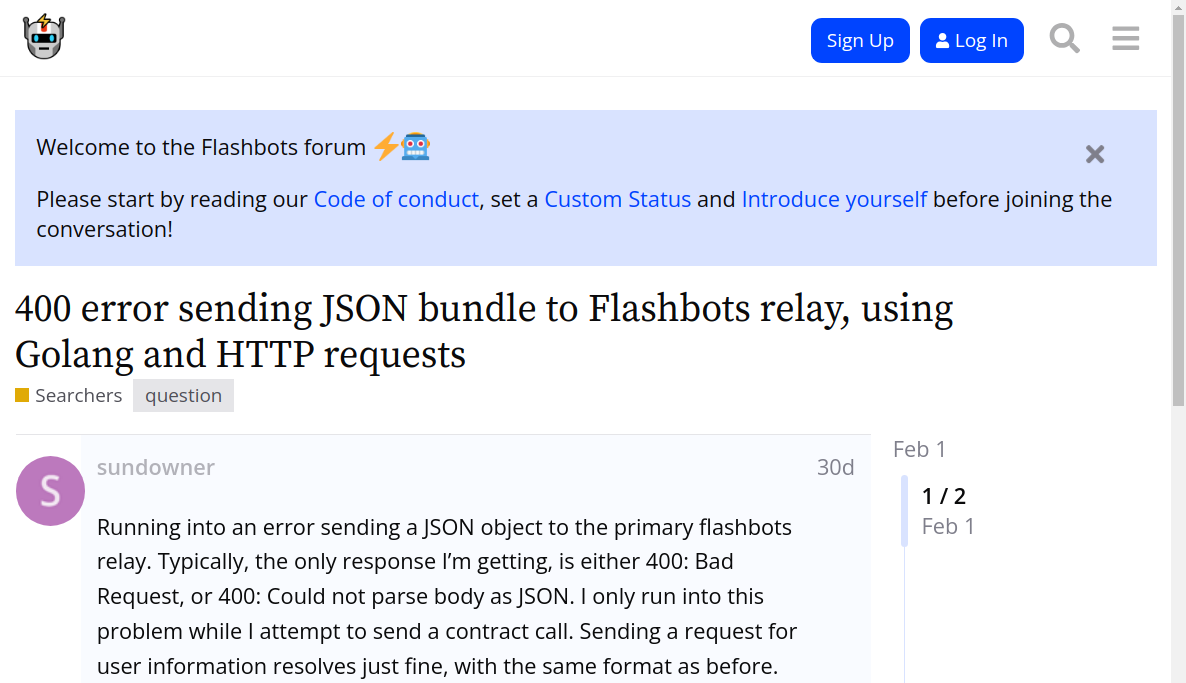 Sign Up
Log In
Welcome to the Flashbots forum
Please start by reading our Code of conduct, set a Custom Status and Introduce yourself before joining the
conversation!
400 error sending JSON bundle to Flashbots relay, using
Golang and HTTP requests
Searchers question
Feb 1
sundowner 30d
S
1 / 2
Feb 1
Running into an error sending a JSON object to the primary flashbots
relay. Typically, the only response I’m getting, is either 400: Bad
Request, or 400: Could not parse body as JSON. I only run into this
problem while I attempt to send a contract call. Sending a request for
user information resolves just fine, with the same format as before.